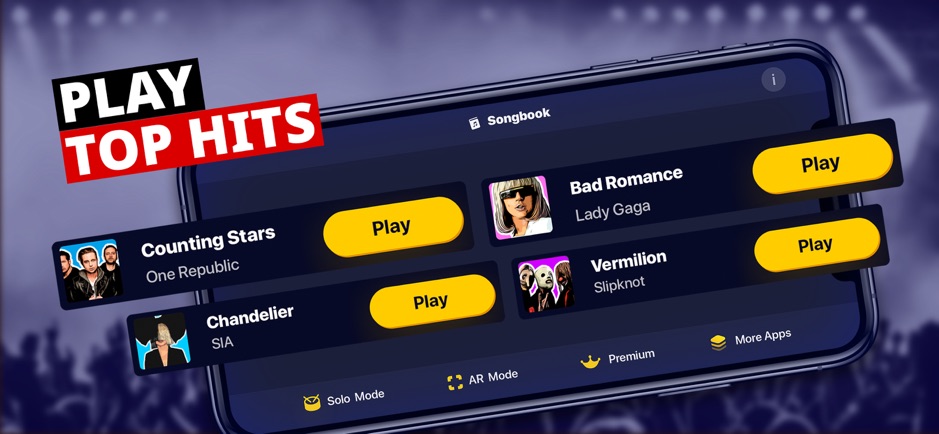 PLAY
TOP HITS
i
Songbook
Counting Stars
One Republic
Play
Bad Romance
Lady Gaga
Play
Chandelier
SIA
Play
Vermilion
Slipknot
Play
Solo Mode
AR Mode
Premium
More Apps